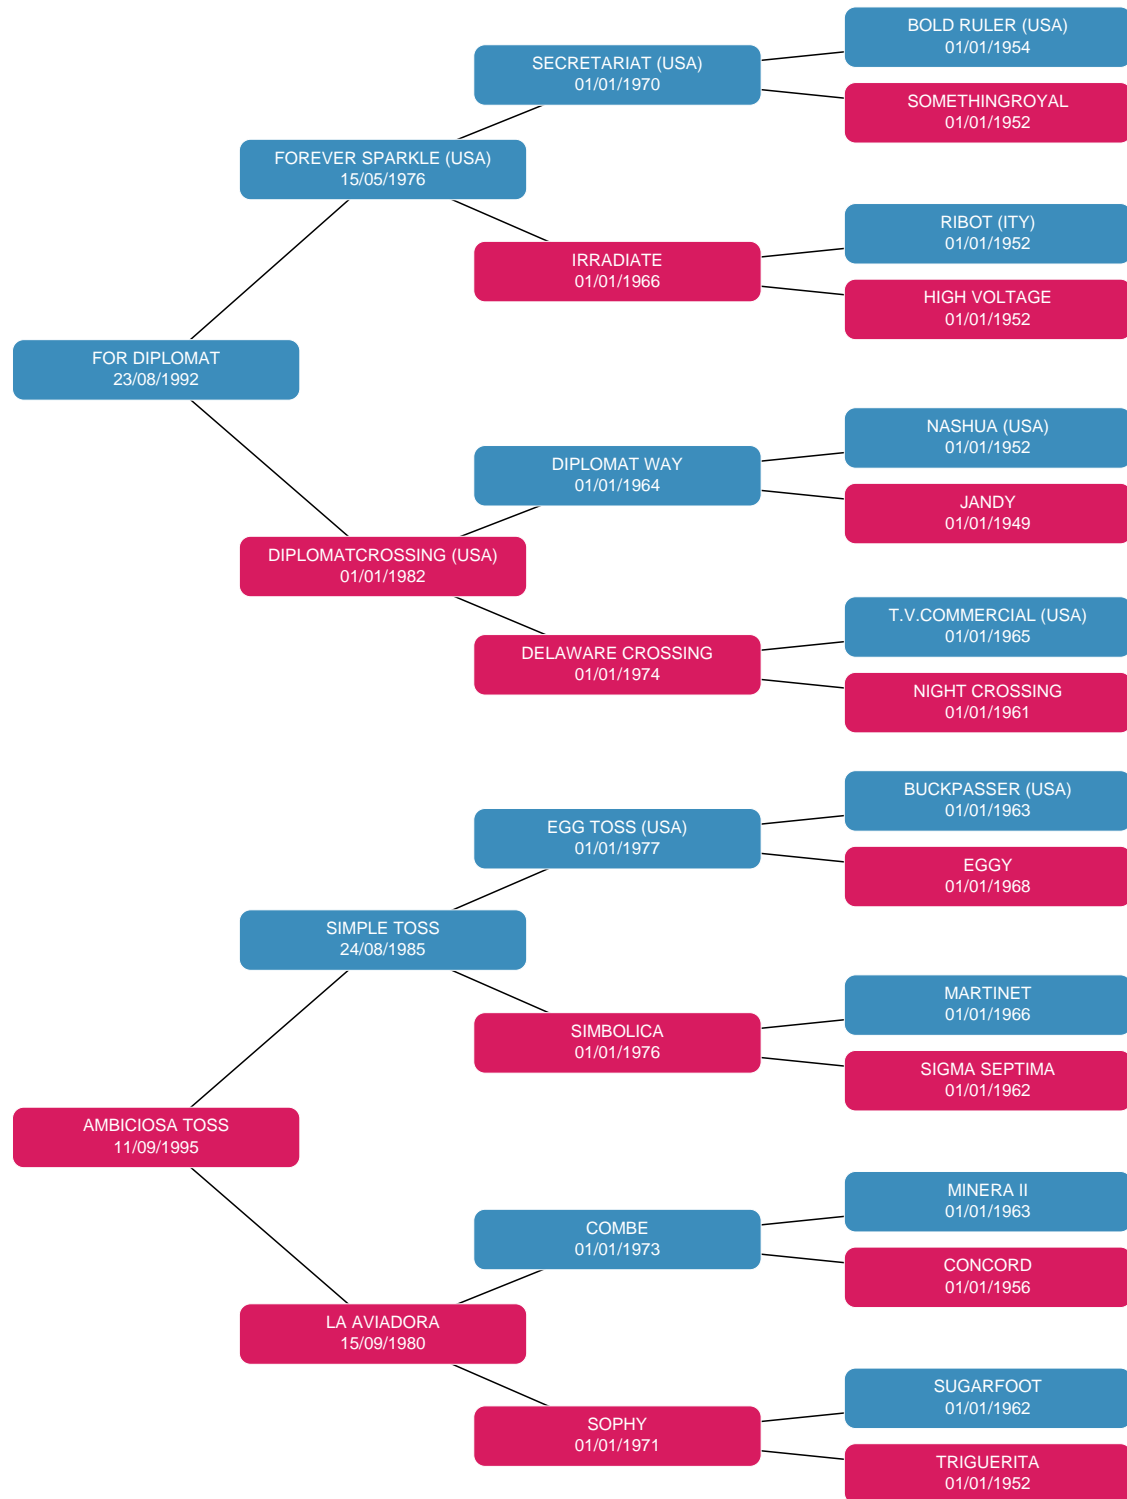 BOLD RULER (USA)
01/01/1954
SECRETARIAT (USA)
01/01/1970
SOMETHINGROYAL
01/01/1952
FOREVER SPARKLE (USA)
15/05/1976
RIBOT (ITY)
01/01/1952
IRRADIATE
01/01/1966
HIGH VOLTAGE
01/01/1952
FOR DIPLOMAT
23/08/1992
NASHUA (USA)
01/01/1952
DIPLOMAT WAY
01/01/1964
JANDY
01/01/1949
DIPLOMATCROSSING (USA)
01/01/1982
T.V.COMMERCIAL (USA)
01/01/1965
DELAWARE CROSSING
01/01/1974
NIGHT CROSSING
01/01/1961
BUCKPASSER (USA)
01/01/1963
EGG TOSS (USA)
01/01/1977
EGGY
01/01/1968
SIMPLE TOSS
24/08/1985
MARTINET
01/01/1966
SIMBOLICA
01/01/1976
SIGMA SEPTIMA
01/01/1962
AMBICIOSA TOSS
11/09/1995
MINERA II
01/01/1963
COMBE
01/01/1973
CONCORD
01/01/1956
LA AVIADORA
15/09/1980
SUGARFOOT
01/01/1962
SOPHY
01/01/1971
TRIGUERITA
01/01/1952